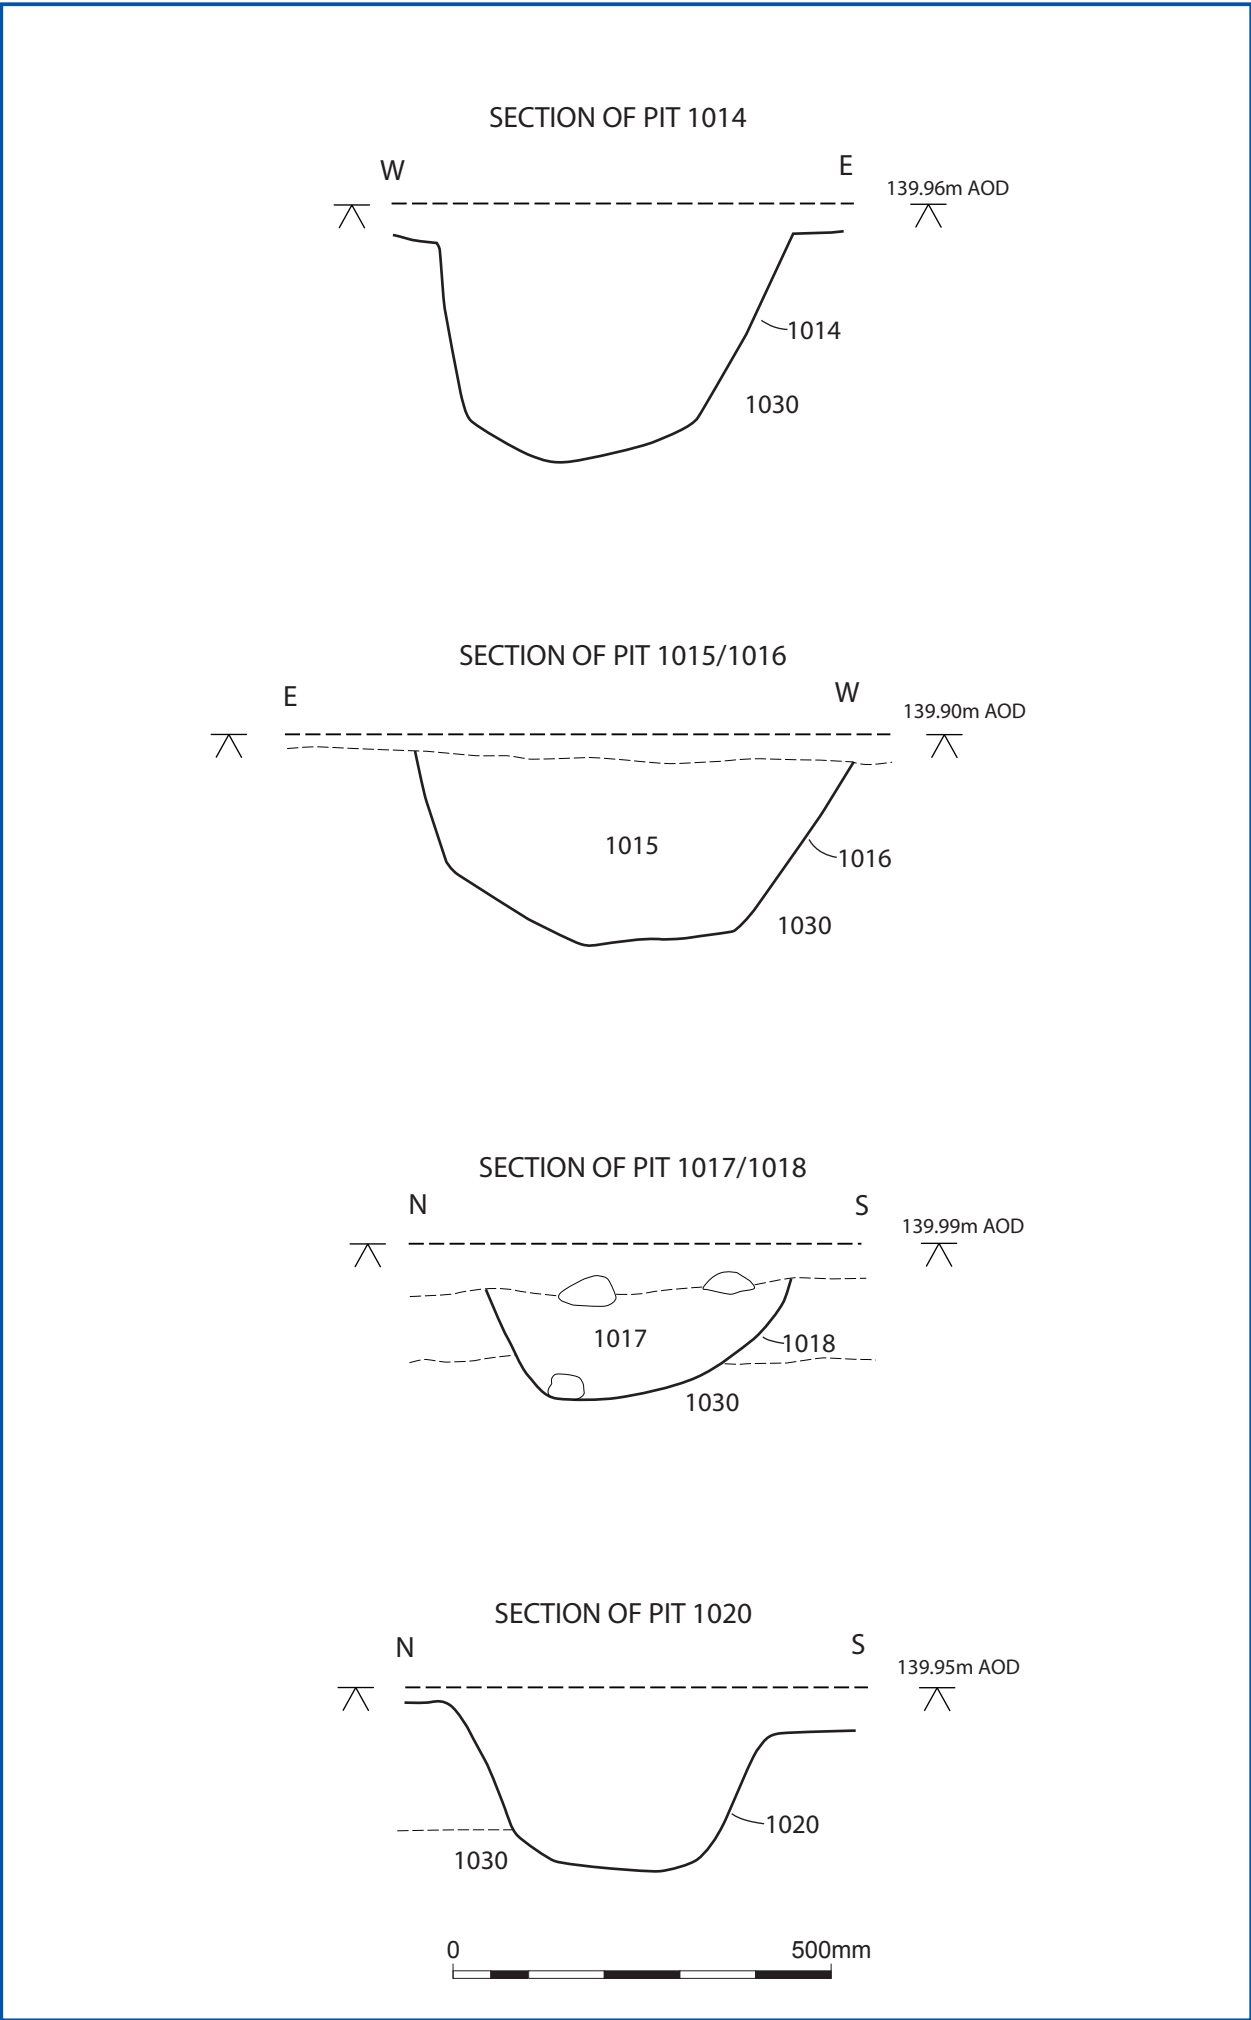 SECTION OF PIT 1014
W
E
139.96m AOD
1014
1030
SECTION OF PIT 1015/1016
E
W
139.90m AOD
1015
1016
1030
SECTION OF PIT 1017/1018
N
S
139.99m AOD
1017
1018
1030
SECTION OF PIT 1020
N
S
139.95m AOD
1020
1030
0
500mm